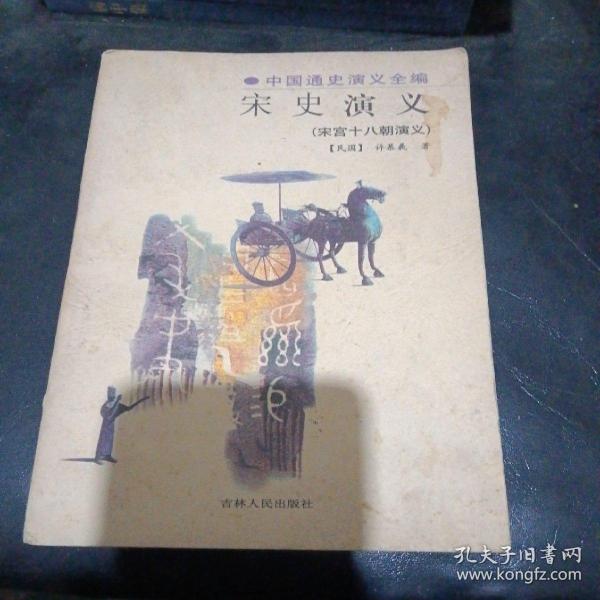 ●中国通史演义全编
宋史演义
(宋宫十八朝演义)
【民国】 许慕羲 著
吉林人民出版社
孔夫子旧书网
www.kongfz.com